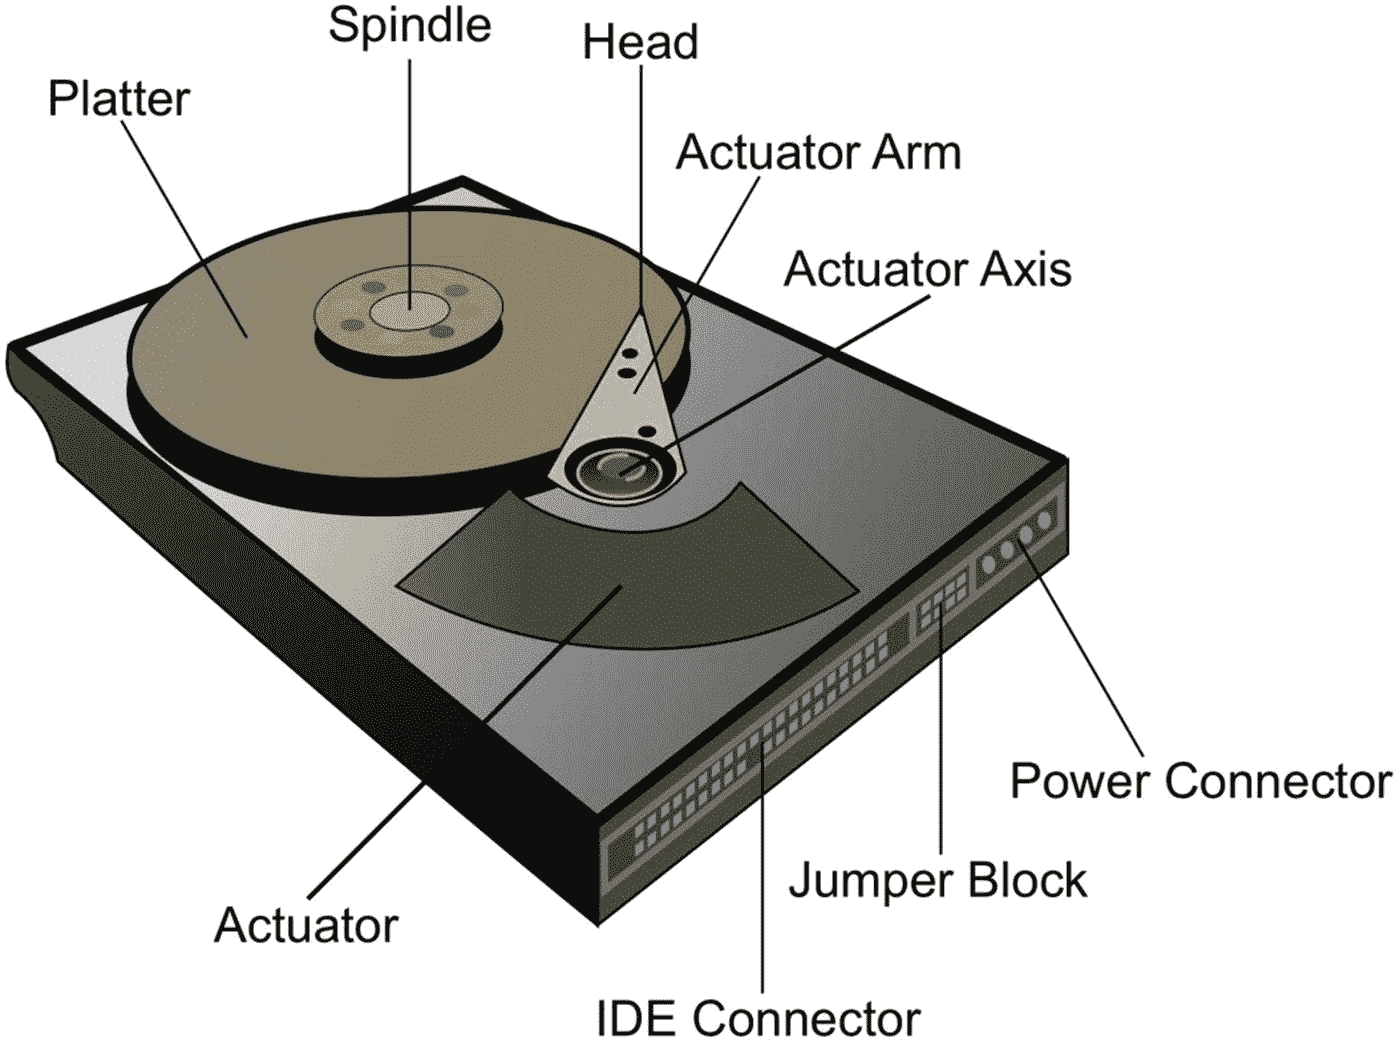 Spindle
Head
Platter
Actuator Arm
Actuator Axis
Power Connector
Jumper Block
Actuator
IDE Connector